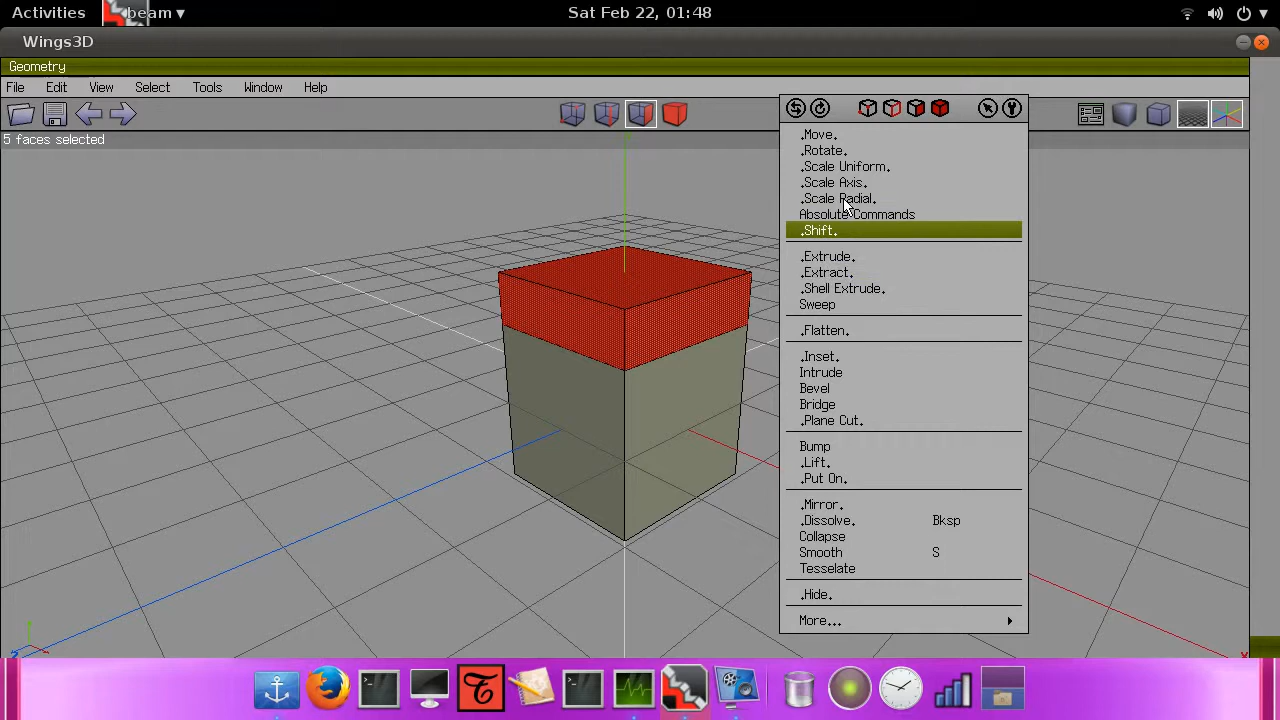 Activities beam ▾ Sat Feb 22, 01:48
Wings3D
Geometry
File Edit View Select Tools Window Help
5 faces selected
.Move.
.Rotate.
.Scale Uniform.
.Scale Axis.
.Scale Radial.
Absolute Commands
.Shift.
.Extrude.
.Extract.
.Shell Extrude.
Sweep
.Flatten.
.Inset.
Intrude
Bevel
Bridge
.Plane Cut.
Bump
.Lift.
.Put On.
.Mirror.
.Dissolve. Bksp
Collapse
Smooth S
Tesselate
.Hide.
More...